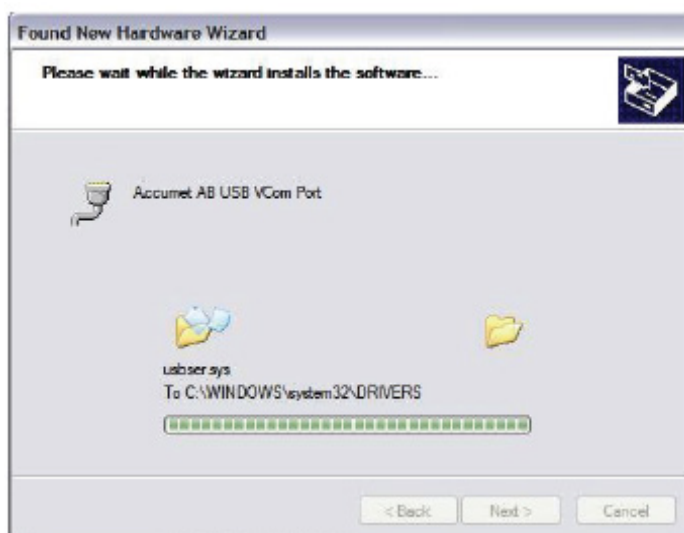 Found New Hardware Wizard
Please wait while the wizard installs the software...
Accumet AB USB VCom Port
usbser.sys
To C:\WINDOWS\system32\DRIVERS
< Back Next > Cancel